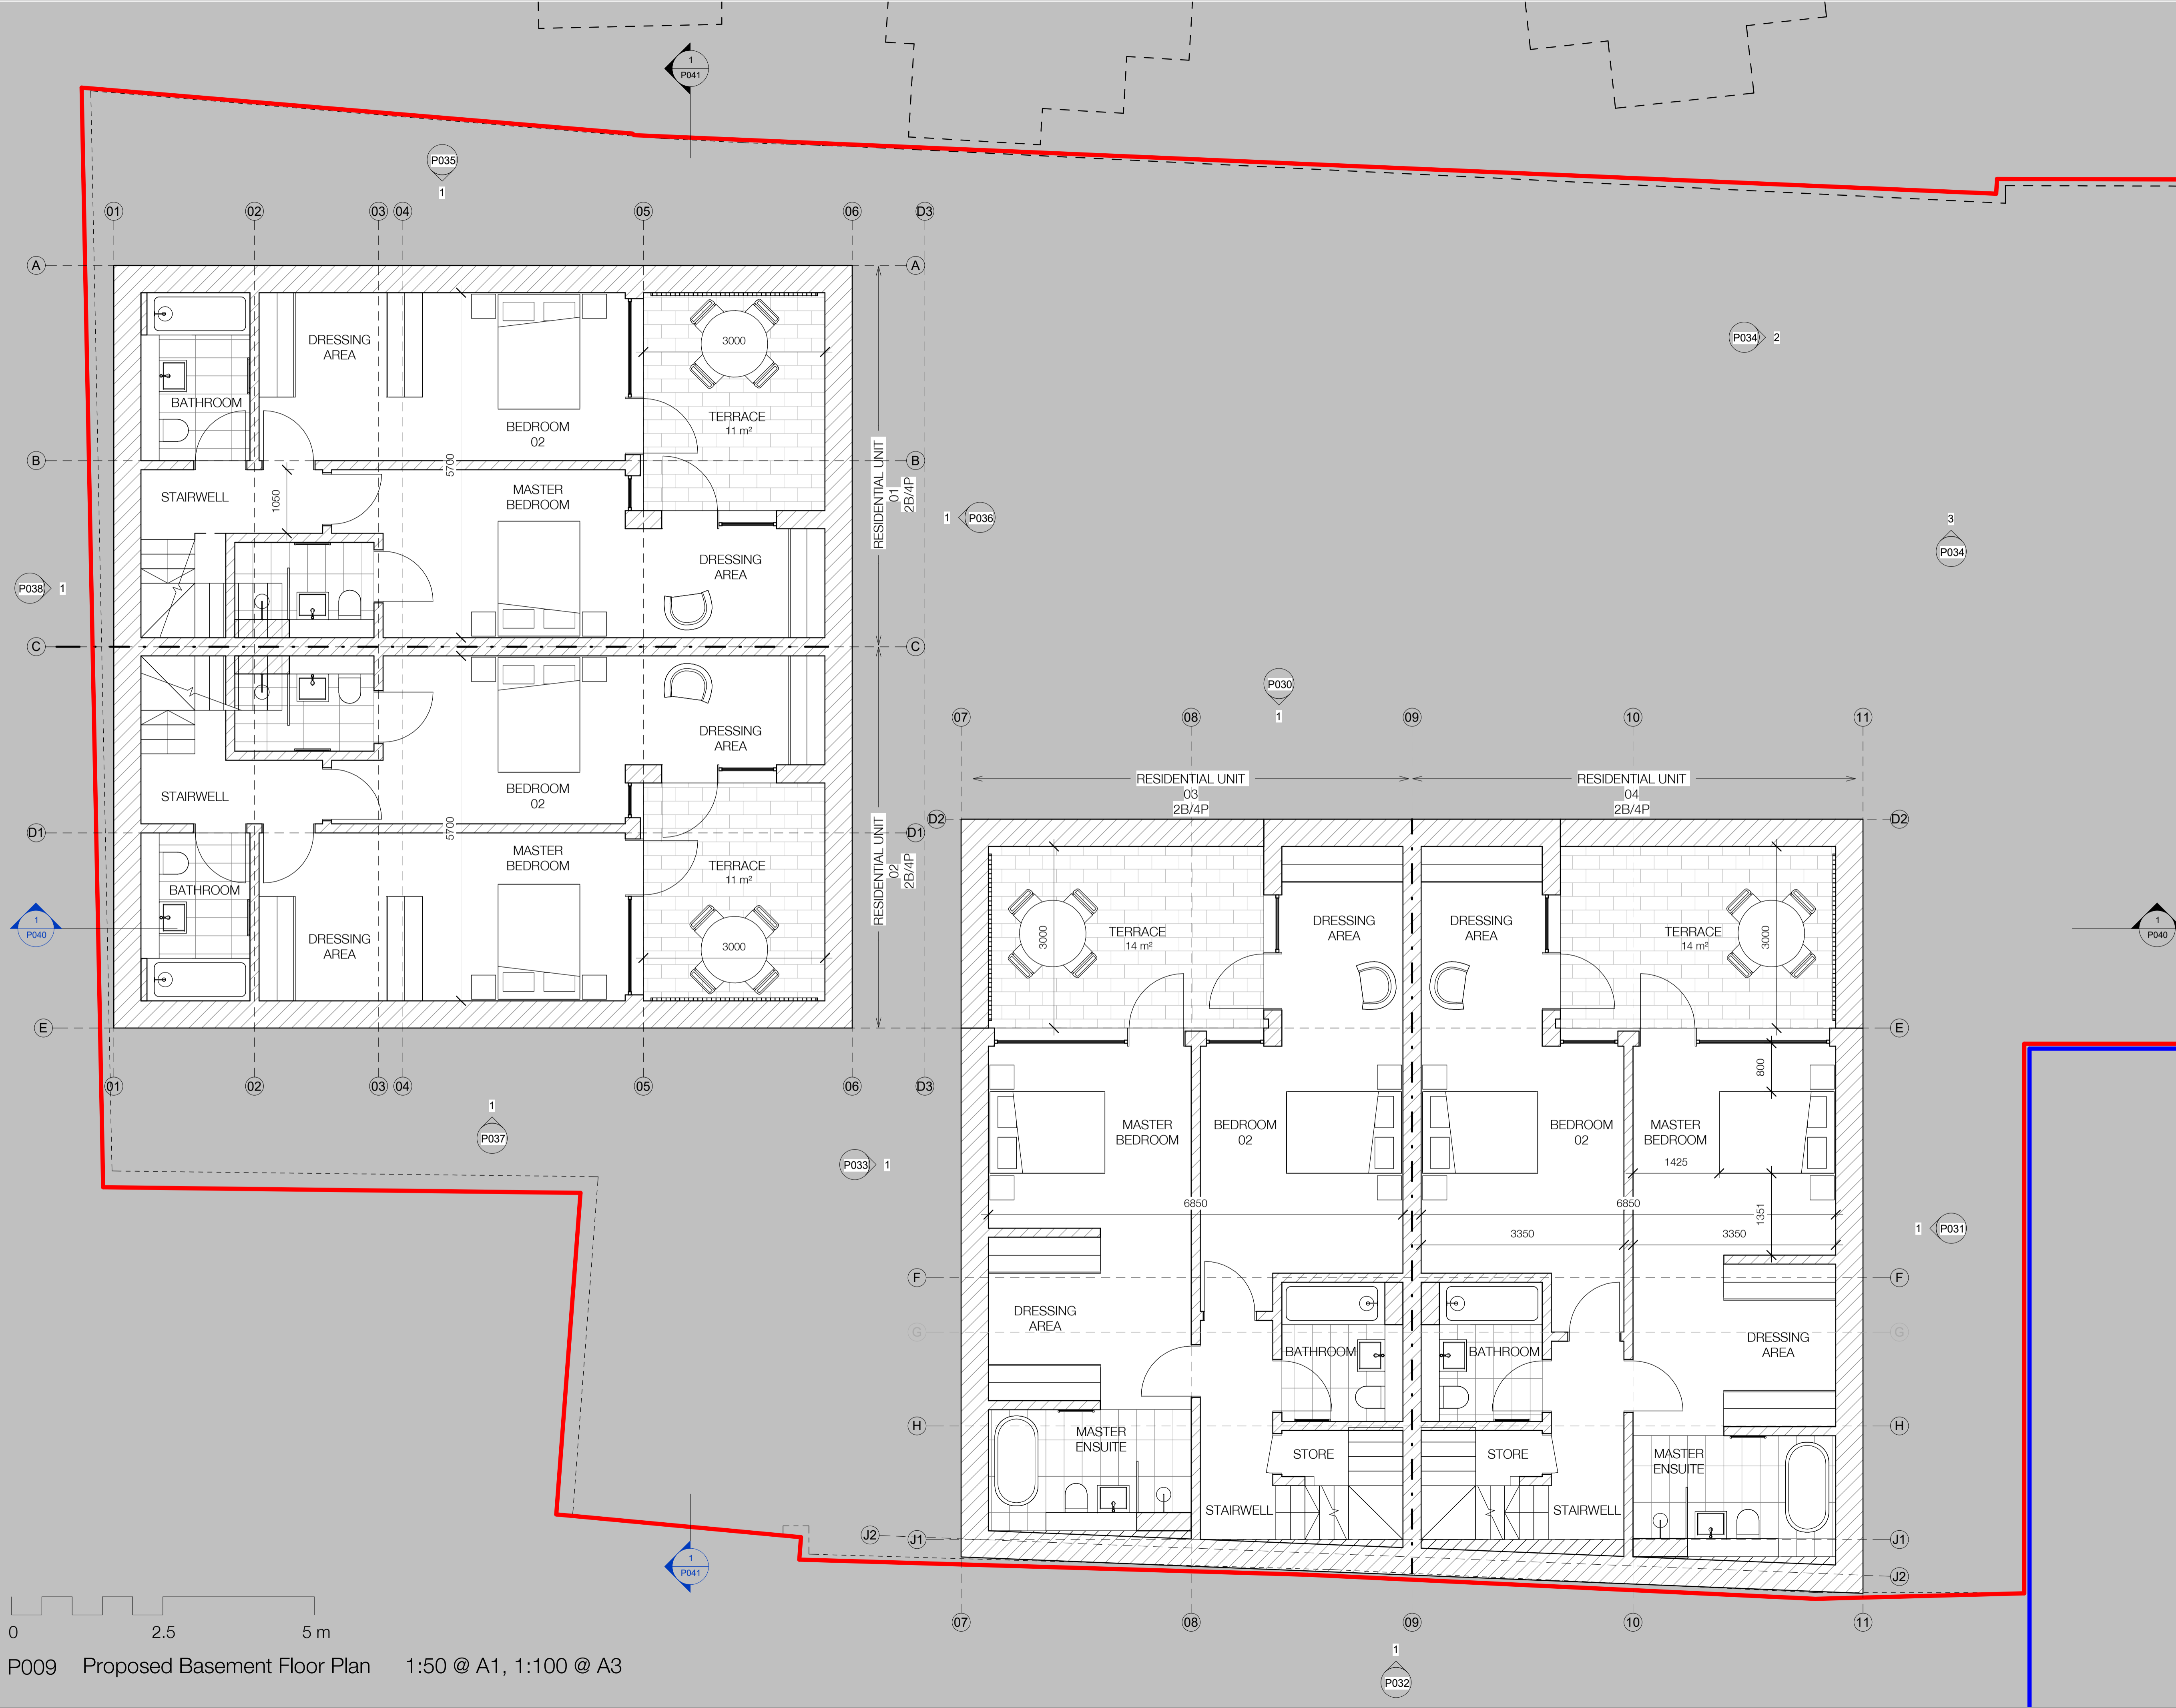 1
P041
P035
1
01
02
03
04
05
06
D3
A
A
DRESSING
AREA
3000
P034
2
BATHROOM
TERRACE
11 m²
BEDROOM
02
B
B
5700
STAIRWELL
1050
MASTER
BEDROOM
RESIDENTIAL UNIT
01
2B/4P
1
P036
3
P034
DRESSING
AREA
P038
1
C
C
P030
1
07
08
09
10
11
DRESSING
AREA
RESIDENTIAL UNIT
03
2B/4P
RESIDENTIAL UNIT
04
2B/4P
STAIRWELL
BEDROOM
02
D1
D1
D2
D2
5700
MASTER
BEDROOM
TERRACE
11 m²
RESIDENTIAL UNIT
02
2B/4P
BATHROOM
DRESSING
AREA
3000
1
P040
3000
TERRACE
14 m²
DRESSING
AREA
DRESSING
AREA
TERRACE
14 m²
3000
1
P040
E
E
01
02
03
04
05
06
D3
800
1
P037
P033
1
MASTER
BEDROOM
BEDROOM
02
BEDROOM
02
MASTER
BEDROOM
1425
6850
6850
1351
3350
3350
1
P031
F
F
DRESSING
AREA
G
G
BATHROOM
BATHROOM
DRESSING
AREA
H
H
MASTER
ENSUITE
STORE
STORE
MASTER
ENSUITE
STAIRWELL
STAIRWELL
J2
J1
J1
J2
1
P041
07
08
09
10
11
0
2.5
5 m
1
P032
P009 Proposed Basement Floor Plan 1:50 @ A1, 1:100 @ A3